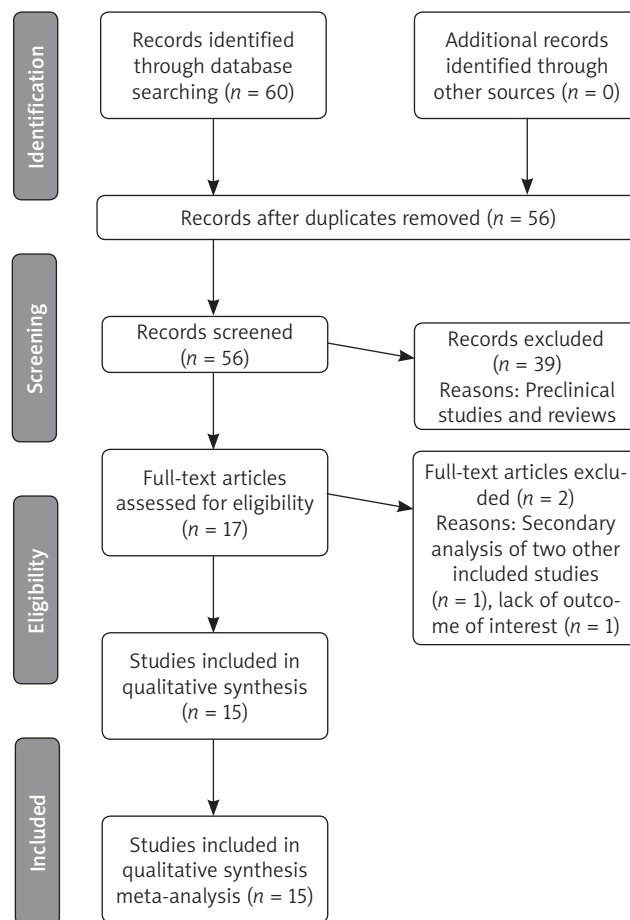 Identification
Records identified
through database
searching (n = 60)
Additional records
identified through
other sources (n = 0)
Records after duplicates removed (n = 56)
Screening
Records screened
(n = 56)
Records excluded
(n = 39)
Reasons: Preclinical
studies and reviews
Eligibility
Full-text articles
assessed for eligibility
(n = 17)
Full-text articles exclu-
ded (n = 2)
Reasons: Secondary
analysis of two other
included studies
(n = 1), lack of outco-
me of interest (n = 1)
Studies included in
qualitative synthesis
(n = 15)
Included
Studies included in
qualitative synthesis
meta-analysis (n = 15)